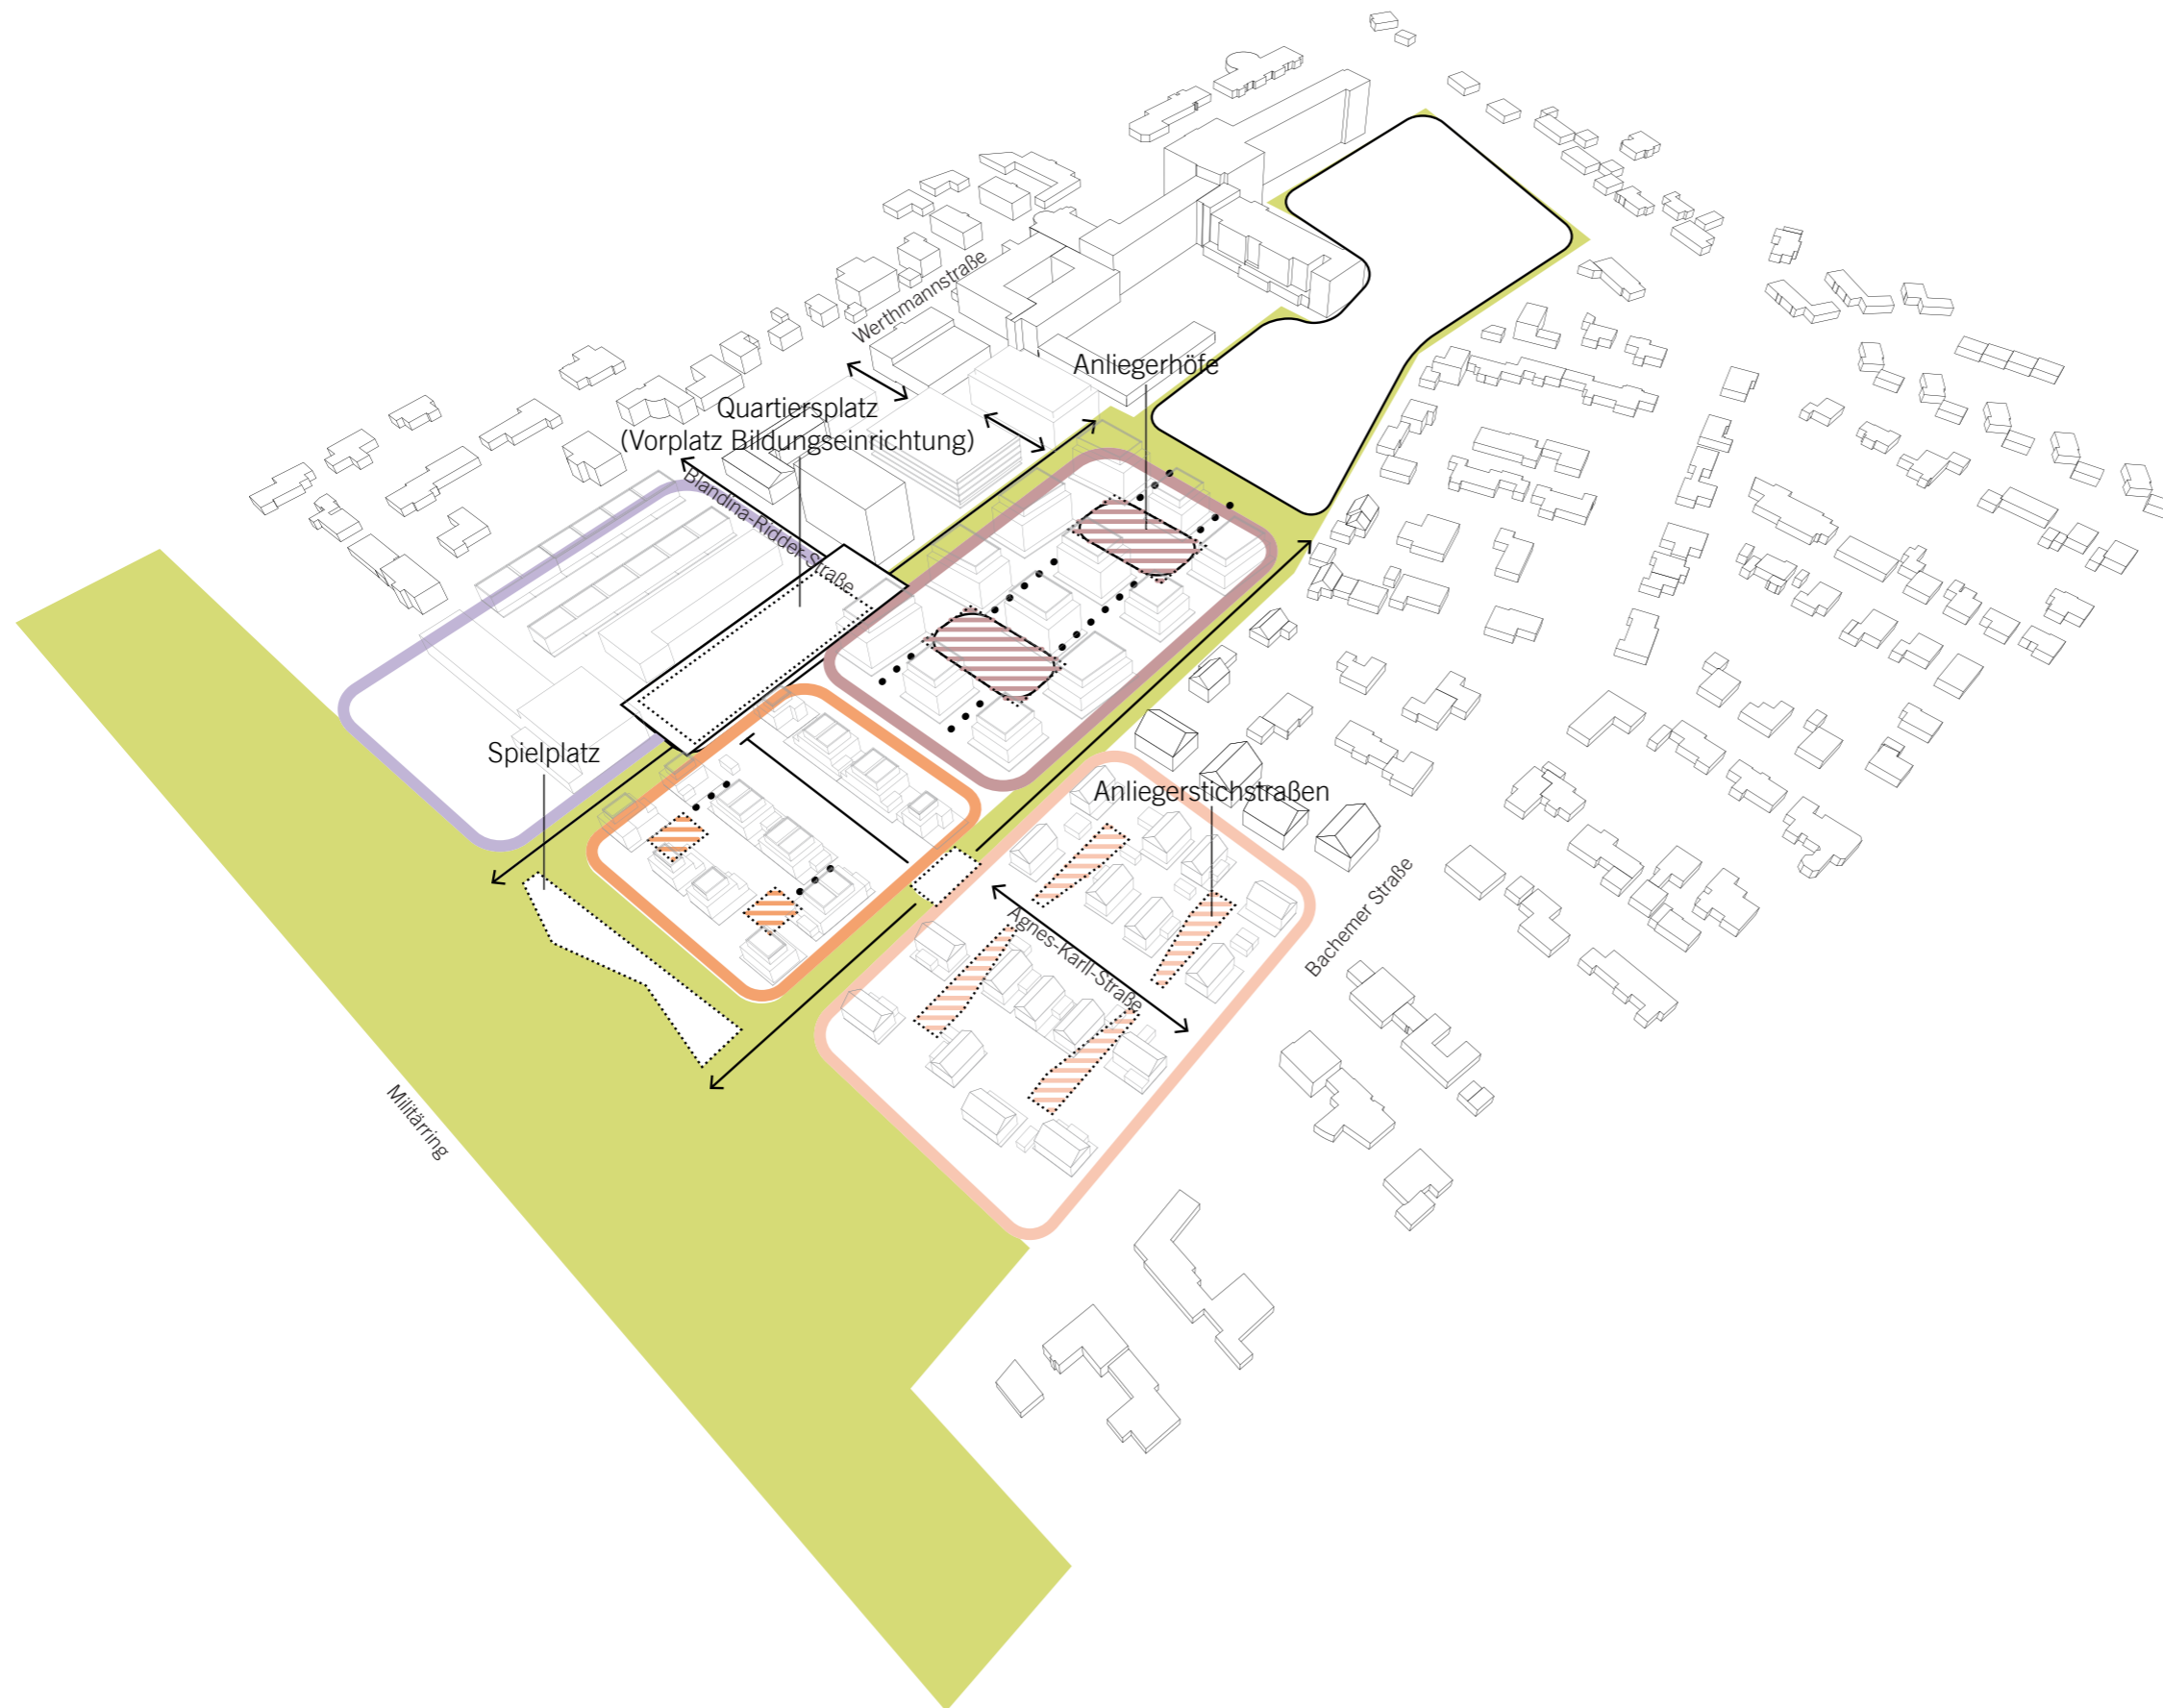 Werthmannstraße
Anliegerhöfe
Quartiersplatz
(Vorplatz Bildungseinrichtung)
Blandina-Ridder-Straße
Spielplatz
Anliegerstichstraßen
Agnes-Karll-Straße
Bachemer Straße
Militärring